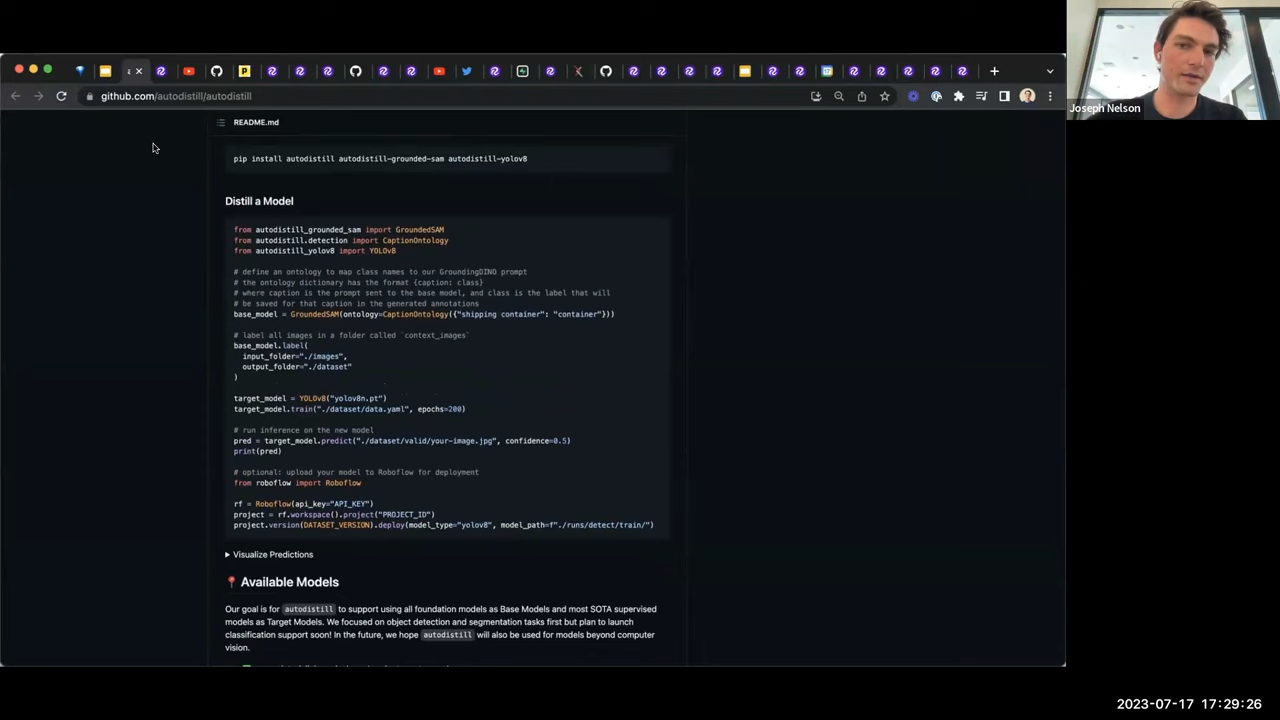 github.com/autodistill/autodistill
Joseph Nelson
README.md
pip install autodistill autodistill-grounded-sam autodistill-yolov8
Distill a Model
from autodistill_grounded_sam import GroundedSAM
from autodistill.detection import CaptionOntology
from autodistill_yolov8 import YOLOv8
# define an ontology to map class names to our GroundingDINO prompt
# the ontology dictionary has the format {caption: class}
# where caption is the prompt sent to the base model, and class is the label that will
# be saved for that caption in the generated annotations
base_model = GroundedSAM(ontology=CaptionOntology({"shipping container": "container"}))
# label all images in a folder called `context_images`
base_model.label(
input_folder="./images",
output_folder="./dataset"
)
target_model = YOLOv8("yolov8n.pt")
target_model.train("./dataset/data.yaml", epochs=200)
# run inference on the new model
pred = target_model.predict("./dataset/valid/your-image.jpg", confidence=0.5)
print(pred)
# optional: upload your model to Roboflow for deployment
from roboflow import Roboflow
rf = Roboflow(api_key="API_KEY")
project = rf.workspace().project("PROJECT_ID")
project.version(DATASET_VERSION).deploy(model_type="yolov8", model_path=f"./runs/detect/train/")
Visualize Predictions
Available Models
Our goal is for autodistill to support using all foundation models as Base Models and most SOTA supervised
models as Target Models. We focused on object detection and segmentation tasks first but plan to launch
classification support soon! In the future, we hope autodistill will also be used for models beyond computer
vision.
2023-07-17 17:29:26